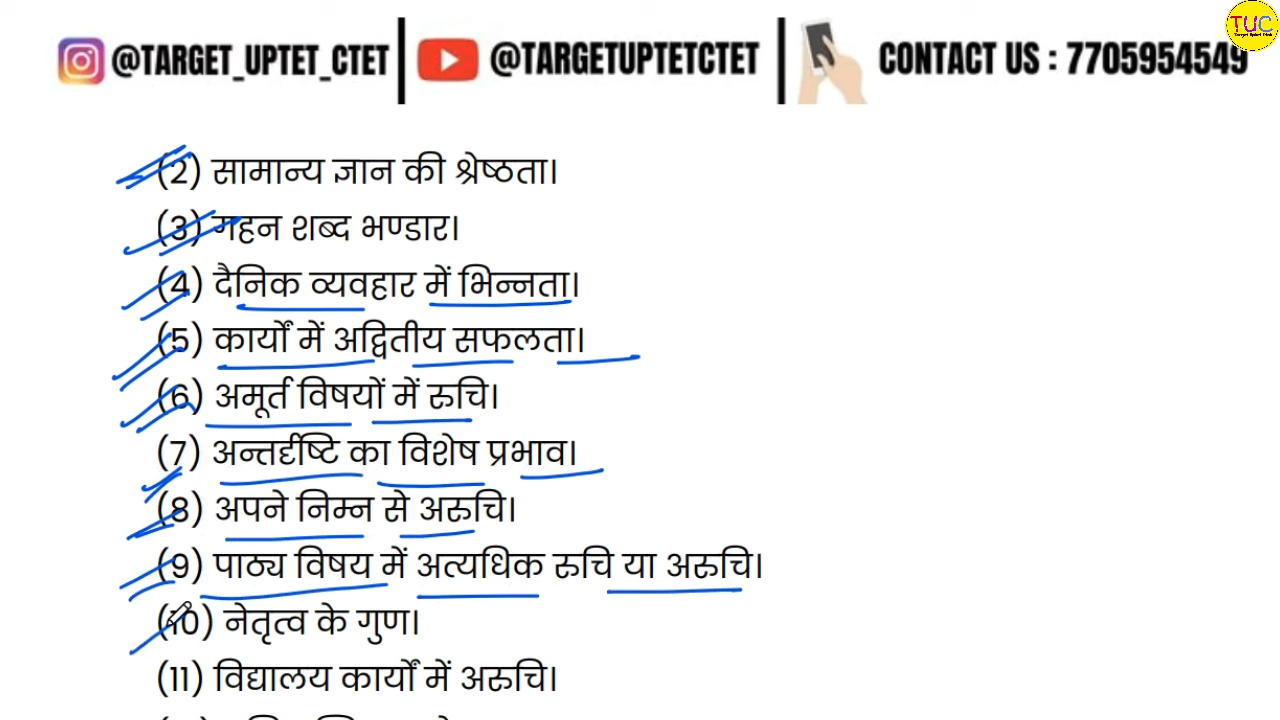 @TARGET_UPTET_CTET
@TARGETUPTETCTET
CONTACT US : 7705954549
TUC
(2) सामान्य ज्ञान की श्रेष्ठता।
(3) गहन शब्द भण्डार।
(4) दैनिक व्यवहार में भिन्नता।
(5) कार्यों में अद्वितीय सफलता।
(6) अमूर्त विषयों में रुचि।
(7) अन्तर्दृष्टि का विशेष प्रभाव।
(8) अपने निम्न से अरुचि।
(9) पाठ्य विषय में अत्यधिक रुचि या अरुचि।
(10) नेतृत्व के गुण।
(11) विद्यालय कार्यों में अरुचि।